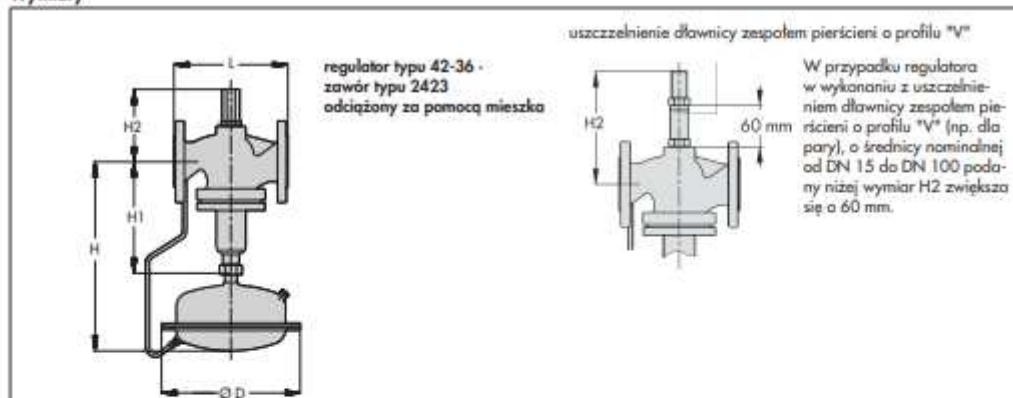 L
regulator typu 42-36 -
zawór typu 2423
odciążony za pomocą mieszka
H2
H1
H
Ø D
uszczelnienie dławnicy zespołem pierścieni o profilu "V"
H2
60 mm
W przypadku regulatora
w wykonaniu z uszczelnie-
niem dławnicy zespołem pie-
rścieni o profilu "V" (np. dla
pary), o średnicy nominalnej
od DN 15 do DN 100 poda-
ny niżej wymiar H2 zwiększa
się o 60 mm.